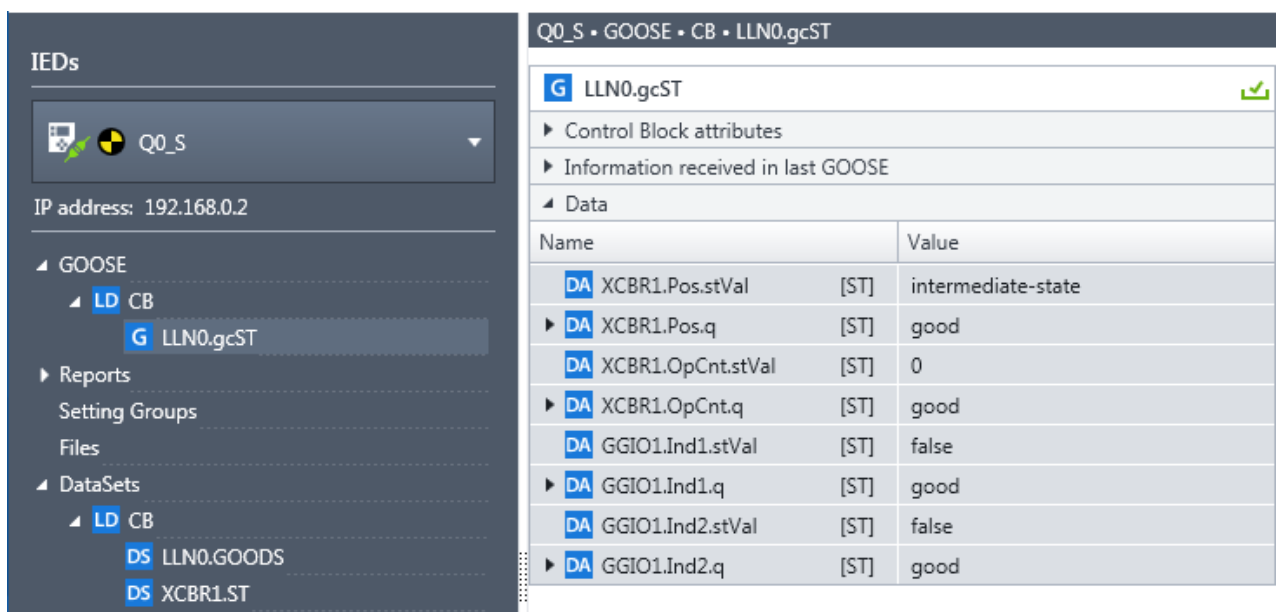 IEDs
Q0_S
IP address: 192.168.0.2
GOOSE
LD CB
G LLN0.gcST
Reports
Setting Groups
Files
DataSets
LD CB
DS LLN0.GOODS
DS XCBR1.ST
Q0_S • GOOSE • CB • LLN0.gcST
G LLN0.gcST
Control Block attributes
Information received in last GOOSE
Data
Name Value
DA XCBR1.Pos.stVal [ST] intermediate-state
DA XCBR1.Pos.q [ST] good
DA XCBR1.OpCnt.stVal [ST] 0
DA XCBR1.OpCnt.q [ST] good
DA GGIO1.Ind1.stVal [ST] false
DA GGIO1.Ind1.q [ST] good
DA GGIO1.Ind2.stVal [ST] false
DA GGIO1.Ind2.q [ST] good